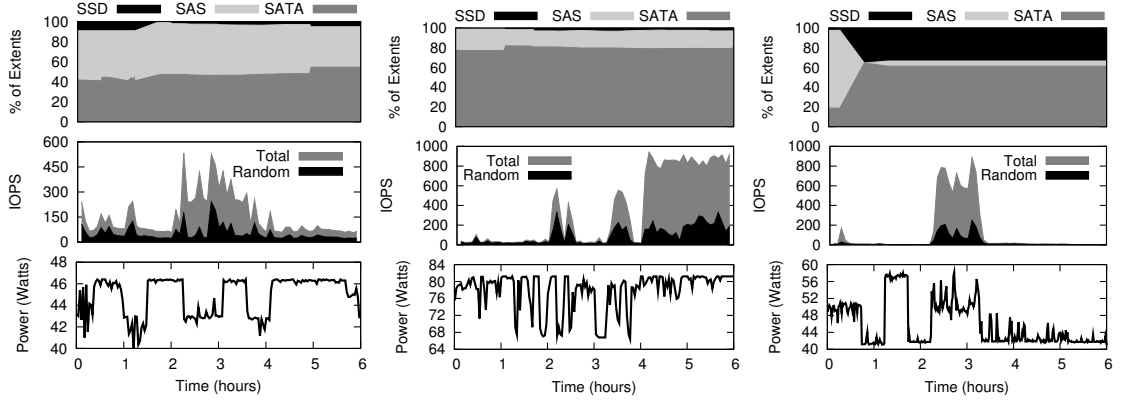 SSD SAS SATA
% of Extents
100
80
60
40
20
0
IOPS
600
450
300
150
0
Total
Random
Power (Watts)
48
46
44
42
40
0 1 2 3 4 5 6
Time (hours)
SSD SAS SATA
% of Extents
100
80
60
40
20
0
IOPS
1000
800
600
400
200
0
Total
Random
Power (Watts)
84
80
76
72
68
64
0 1 2 3 4 5 6
Time (hours)
SSD SAS SATA
% of Extents
100
80
60
40
20
0
IOPS
1000
800
600
400
200
0
Total
Random
Power (Watts)
60
56
52
48
44
40
0 1 2 3 4 5 6
Time (hours)